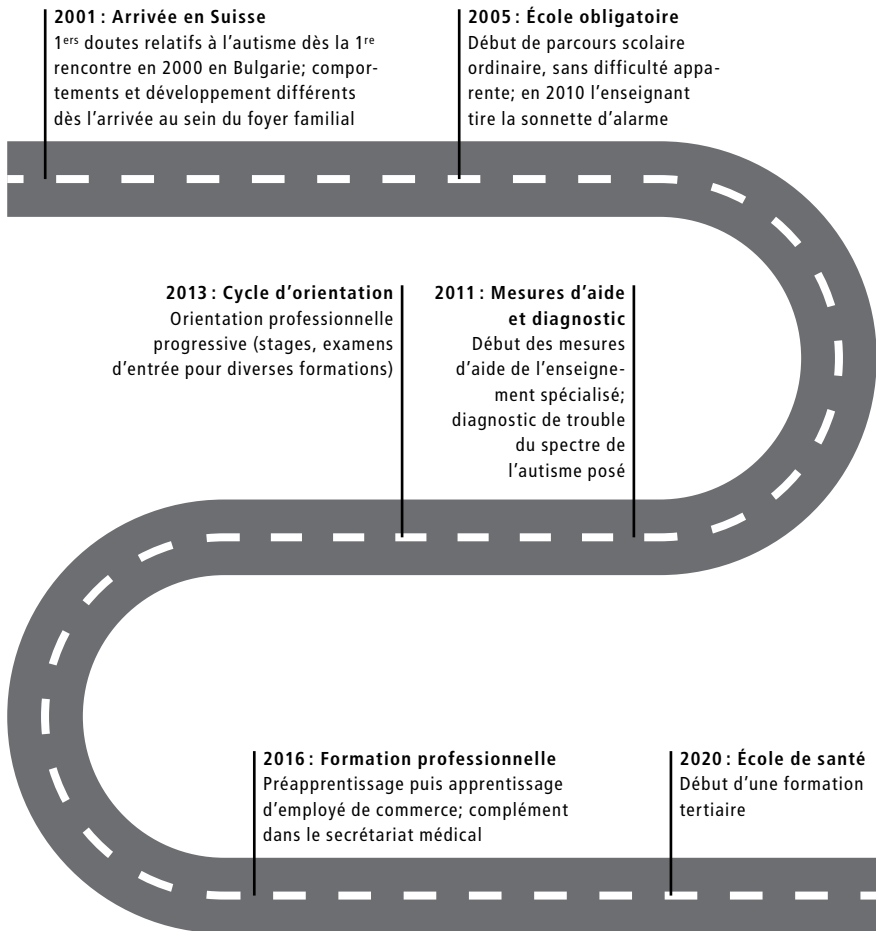 2001 : Arrivée en Suisse
1ers doutes relatifs à l'autisme dès la 1re
rencontre en 2000 en Bulgarie; compor-
tements et développement différents
dès l'arrivée au sein du foyer familial
2005 : École obligatoire
Début de parcours scolaire
ordinaire, sans difficulté appa-
rente; en 2010 l'enseignant
tire la sonnette d'alarme
2011 : Mesures d'aide
et diagnostic
Début des mesures
d'aide de l'enseigne-
ment spécialisé;
diagnostic de trouble
du spectre de
l'autisme posé
2013 : Cycle d'orientation
Orientation professionnelle
progressive (stages, examens
d'entrée pour diverses formations)
2016 : Formation professionnelle
Préapprentissage puis apprentissage
d'employé de commerce; complément
dans le secrétariat médical
2020 : École de santé
Début d'une formation
tertiaire